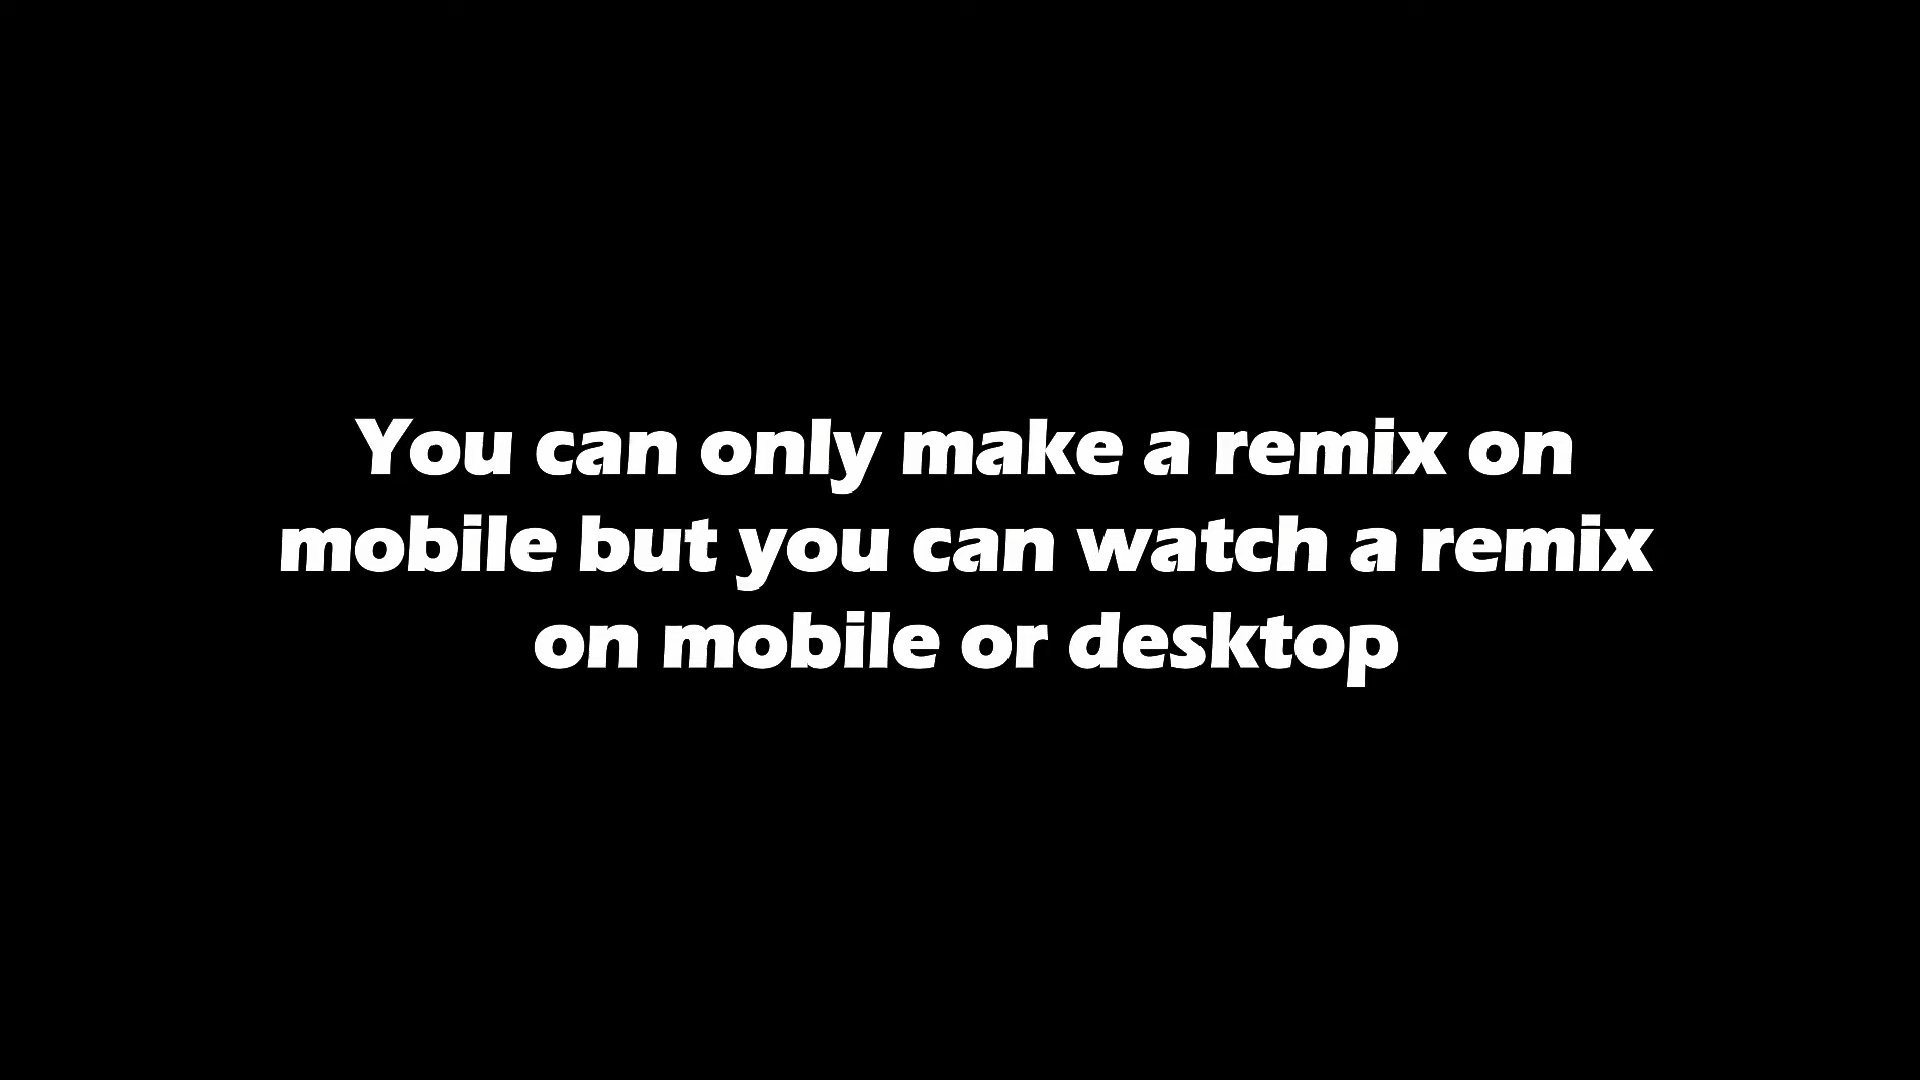 You can only make a remix on
mobile but you can watch a remix
on mobile or desktop